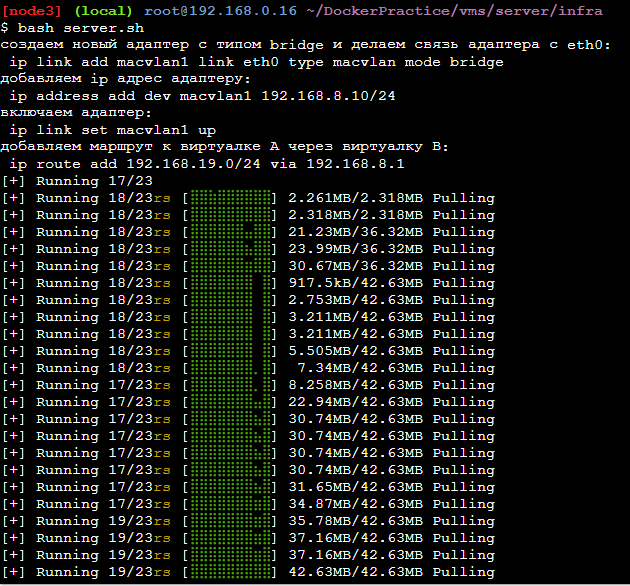 [node3] (local) root@192.168.0.16 ~/DockerPractice/vms/server/infra
$ bash server.sh
создаем новый адаптер с типом bridge и делаем связь адаптера с eth0:
 ip link add macvlan1 link eth0 type macvlan mode bridge
добавляем ip адрес адаптеру:
 ip address add dev macvlan1 192.168.8.10/24
включаем адаптер:
 ip link set macvlan1 up
добавляем маршрут к виртуалке A через виртуалку B:
 ip route add 192.168.19.0/24 via 192.168.8.1
[+] Running 17/23
[+] Running 18/23rs [⣿⣿⣿⣿⣿⣿⣿⣿⣿⣿] 2.261MB/2.318MB Pulling
[+] Running 18/23rs [⣿⣿⣿⣿⣿⣿⣿⣿⣿⣿] 2.318MB/2.318MB Pulling
[+] Running 18/23rs [⣿⣿⣿⣿⣿⣿⣤⣿⣿] 21.23MB/36.32MB Pulling
[+] Running 18/23rs [⣿⣿⣿⣿⣿⣿⣦⣿⣿] 23.99MB/36.32MB Pulling
[+] Running 18/23rs [⣿⣿⣿⣿⣿⣿⣷⣿⣿] 30.67MB/36.32MB Pulling
[+] Running 18/23rs [⣿⣿⣿⣿⣿⣿⣿ ⣿] 917.5kB/42.63MB Pulling
[+] Running 18/23rs [⣿⣿⣿⣿⣿⣿⣿ ⣿] 2.753MB/42.63MB Pulling
[+] Running 18/23rs [⣿⣿⣿⣿⣿⣿⣿ ⣿] 3.211MB/42.63MB Pulling
[+] Running 18/23rs [⣿⣿⣿⣿⣿⣿⣿ ⣿] 3.211MB/42.63MB Pulling
[+] Running 18/23rs [⣿⣿⣿⣿⣿⣿⣿ ⣿] 5.505MB/42.63MB Pulling
[+] Running 18/23rs [⣿⣿⣿⣿⣿⣿⣿⡀⣿]  7.34MB/42.63MB Pulling
[+] Running 17/23rs [⣿⣿⣿⣿⣿⣿⣿⡀⣿] 8.258MB/42.63MB Pulling
[+] Running 17/23rs [⣿⣿⣿⣿⣿⣿⣿⣤⣿] 22.94MB/42.63MB Pulling
[+] Running 17/23rs [⣿⣿⣿⣿⣿⣿⣿⣴⣿] 30.74MB/42.63MB Pulling
[+] Running 17/23rs [⣿⣿⣿⣿⣿⣿⣿⣴⣿] 30.74MB/42.63MB Pulling
[+] Running 17/23rs [⣿⣿⣿⣿⣿⣿⣿⣴⣿] 30.74MB/42.63MB Pulling
[+] Running 17/23rs [⣿⣿⣿⣿⣿⣿⣿⣴⣿] 30.74MB/42.63MB Pulling
[+] Running 17/23rs [⣿⣿⣿⣿⣿⣿⣿⣴⣿] 31.65MB/42.63MB Pulling
[+] Running 17/23rs [⣿⣿⣿⣿⣿⣿⣿⣴⣿] 34.87MB/42.63MB Pulling
[+] Running 19/23rs [⣿⣿⣿⣿⣿⣿⣿⣶⣿] 35.78MB/42.63MB Pulling
[+] Running 19/23rs [⣿⣿⣿⣿⣿⣿⣿⣶⣿] 37.16MB/42.63MB Pulling
[+] Running 19/23rs [⣿⣿⣿⣿⣿⣿⣿⣶⣿] 37.16MB/42.63MB Pulling
[+] Running 19/23rs [⣿⣿⣿⣿⣿⣿⣿⣿⣿] 42.63MB/42.63MB Pulling